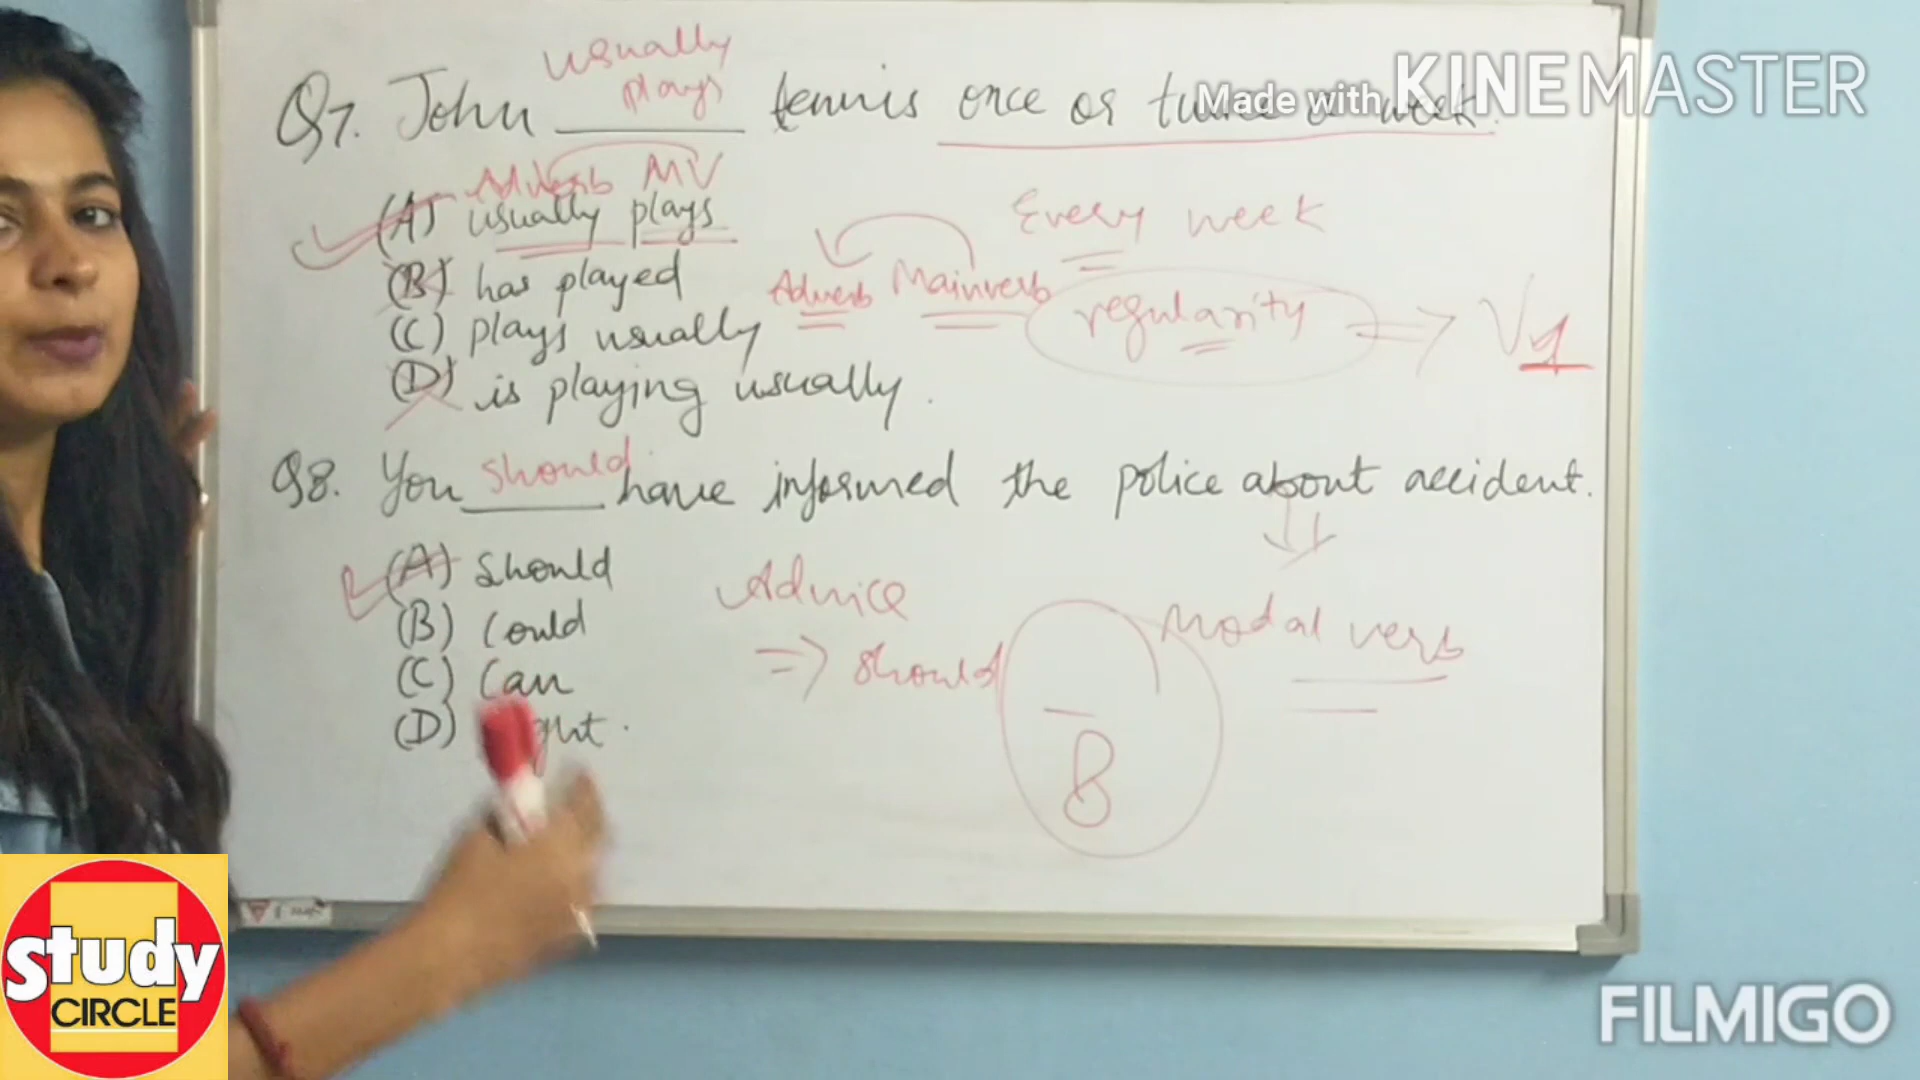 usually
plays
Q7. John ______ tennis once or twice a week.
Made with KINEMASTER
Adverb MV
(A) usually plays
Every week
(B) has played
Adverb Mainverb
regularity => V1
(C) plays usually
(D) is playing usually.
should
Q8. You ______ have informed the police about accident.
(A) should
Advice
(B) Could
Modal verb
=> should
(C) Can
(D)
8
study
CIRCLE
FILMIGO